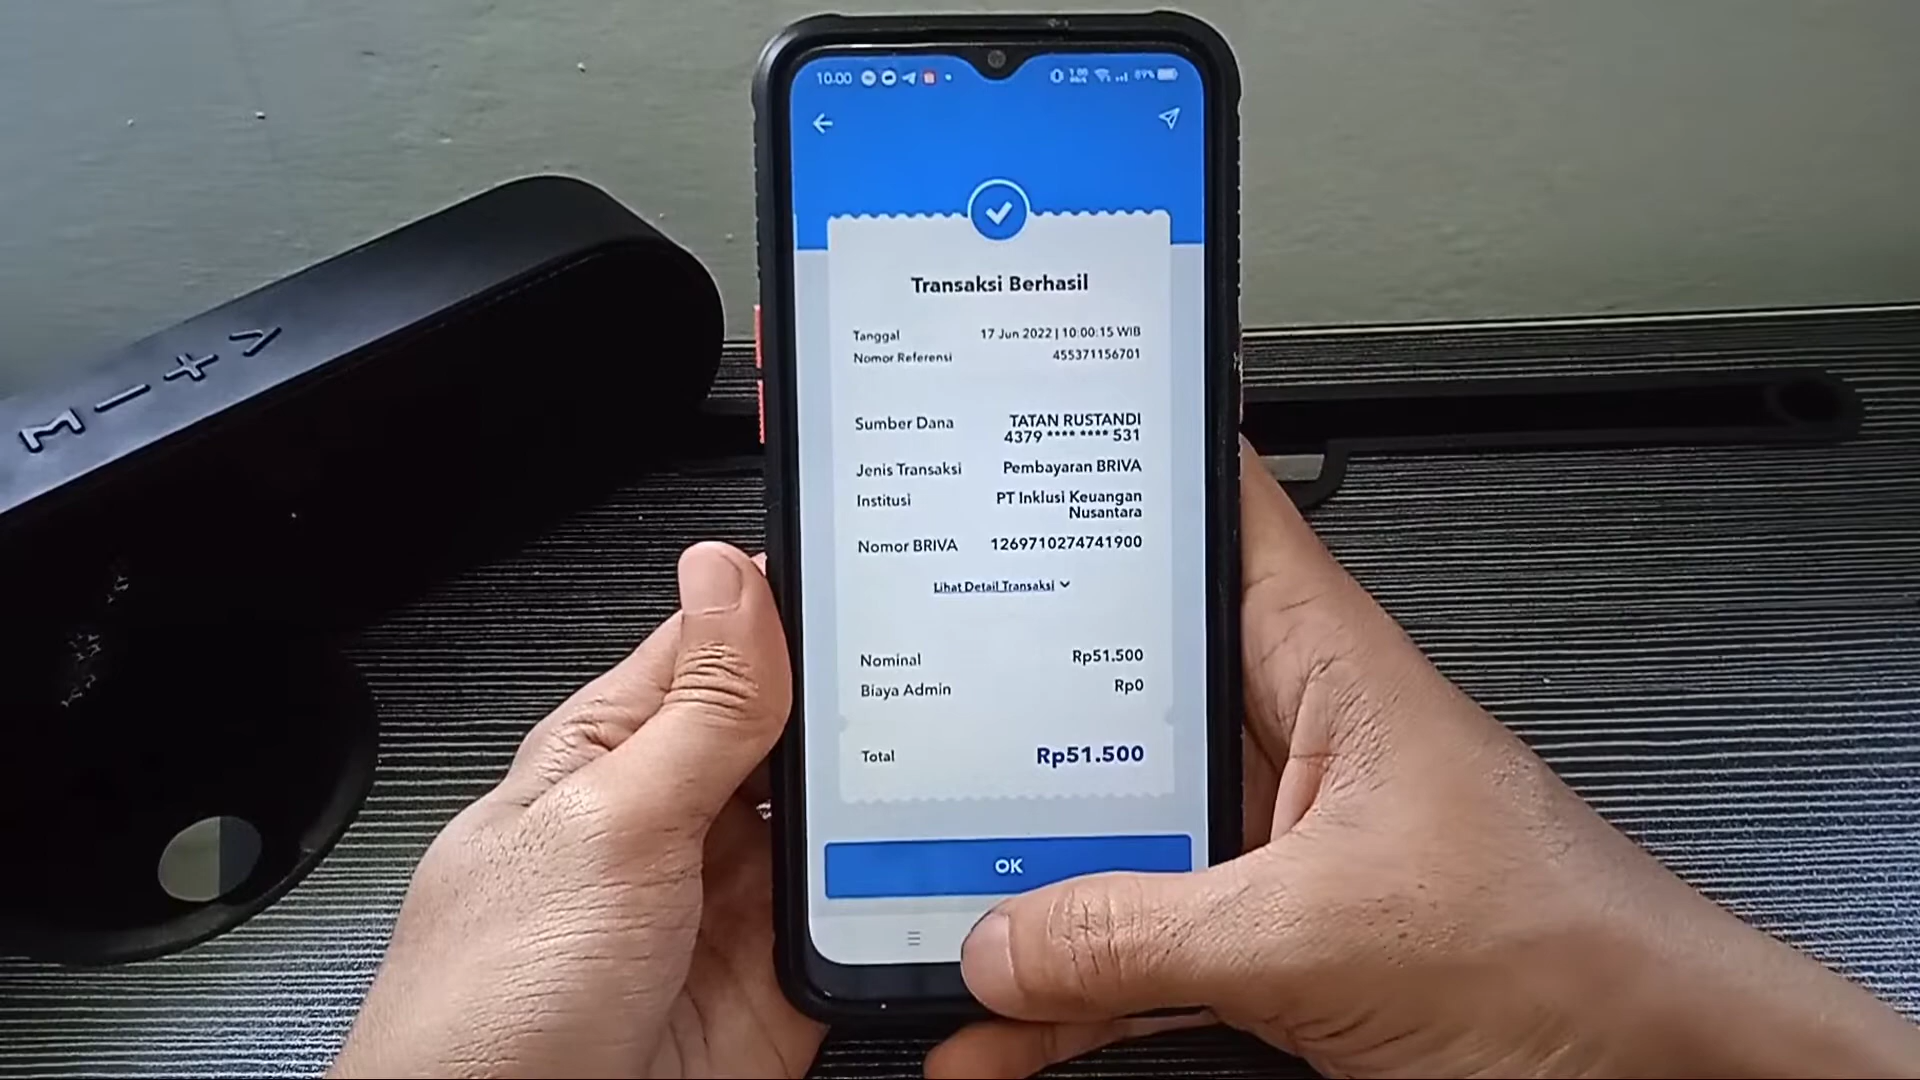 10.00 89%
Transaksi Berhasil
Tanggal 17 Jun 2022 | 10:00:15 WIB
Nomor Referensi 455371156701
Sumber Dana TATAN RUSTANDI
4379 **** **** 531
Jenis Transaksi Pembayaran BRIVA
Institusi PT Inklusi Keuangan
Nusantara
Nomor BRIVA 1269710274741900
Lihat Detail Transaksi
Nominal Rp51.500
Biaya Admin Rp0
Total Rp51.500
OK
M